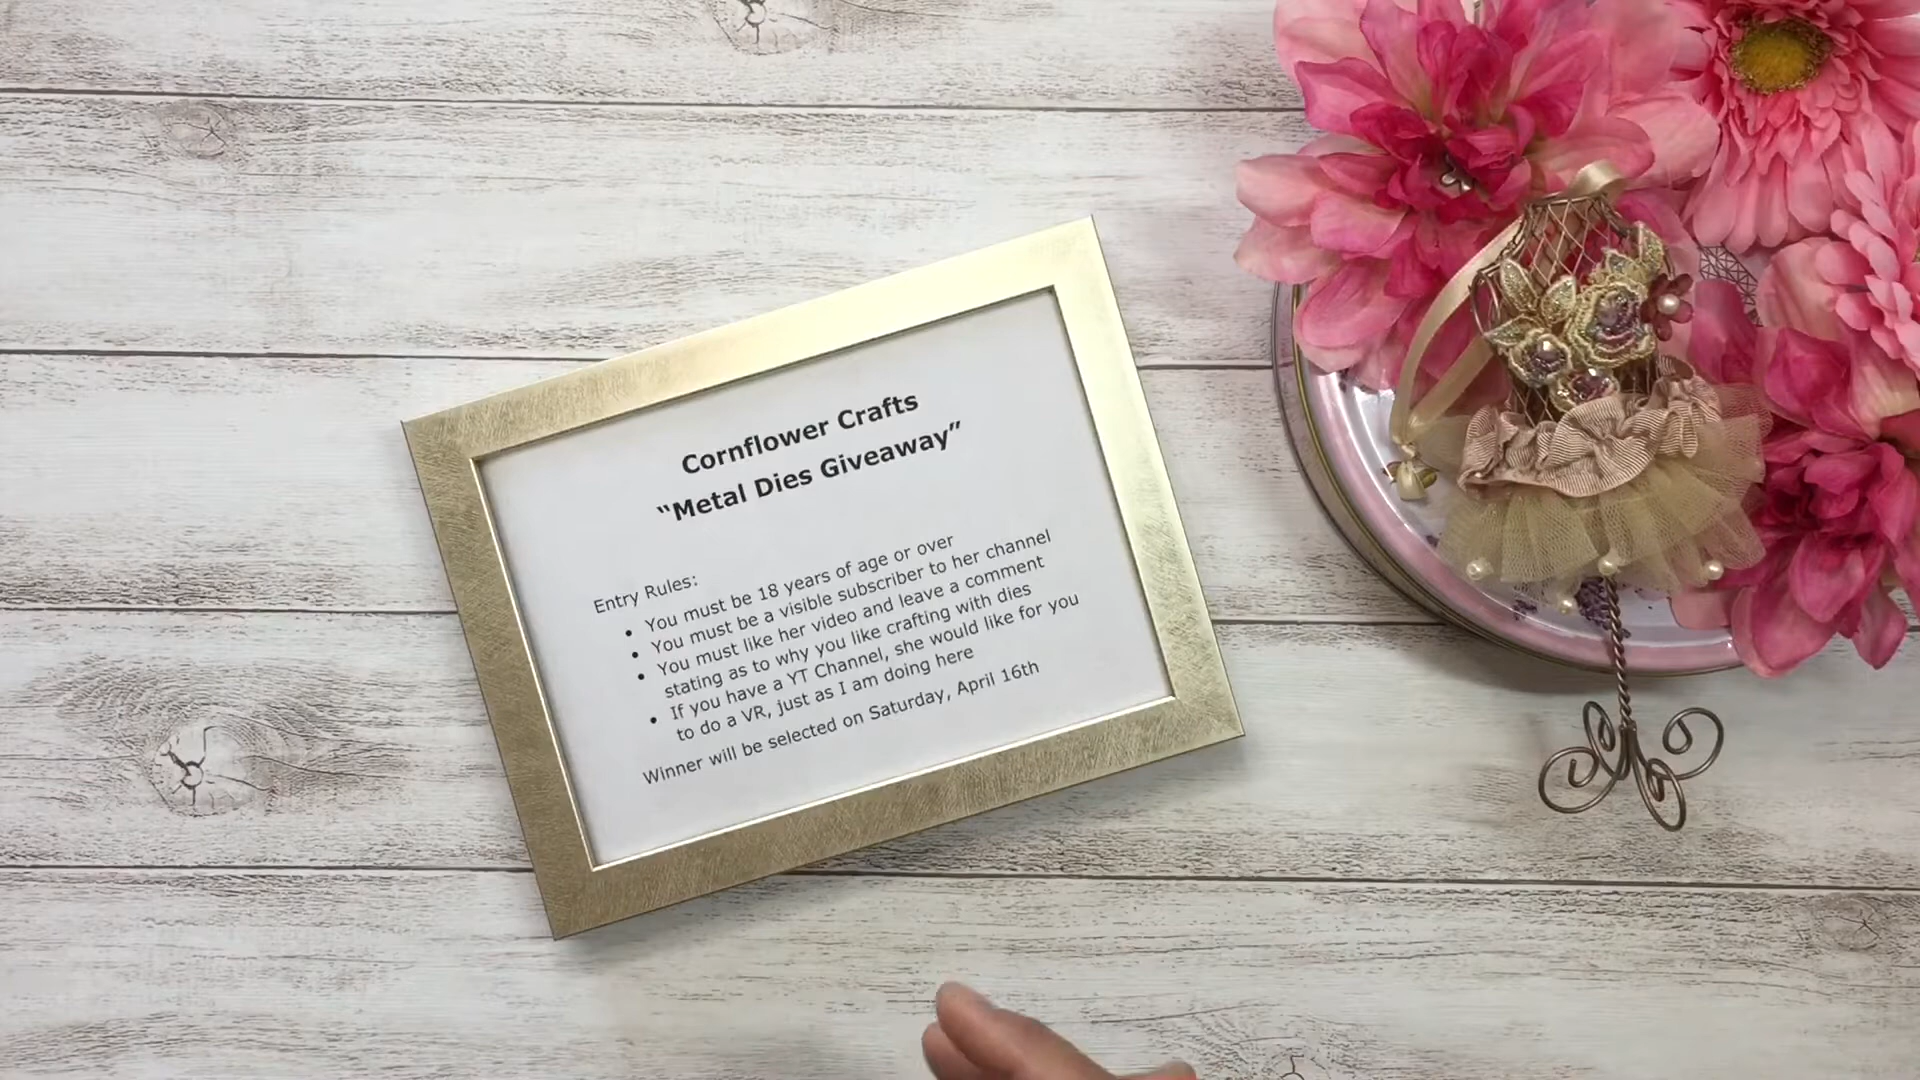 Cornflower Crafts
“Metal Dies Giveaway”
Entry Rules:
• You must be 18 years of age or over
• You must be a visible subscriber to her channel
• You must like her video and leave a comment
stating as to why you like crafting with dies
• If you have a YT Channel, she would like for you
to do a VR, just as I am doing here
Winner will be selected on Saturday, April 16th